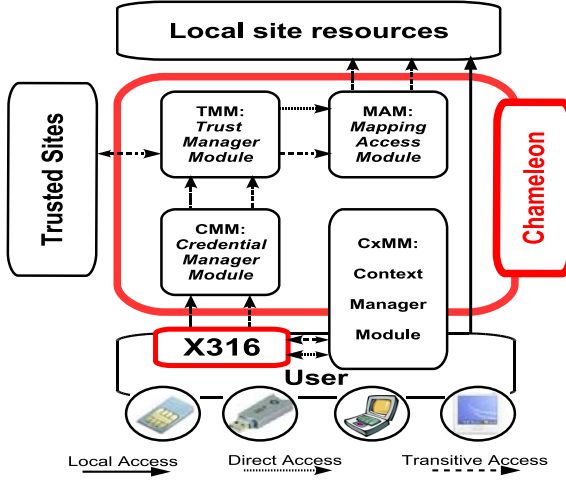 Local site resources
Trusted Sites
TMM:
Trust
Manager
Module
MAM:
Mapping
Access
Module
Chameleon
CMM:
Credential
Manager
Module
CxMM:
Context
Manager
Module
X316
User
Local Access
Direct Access
Transitive Access